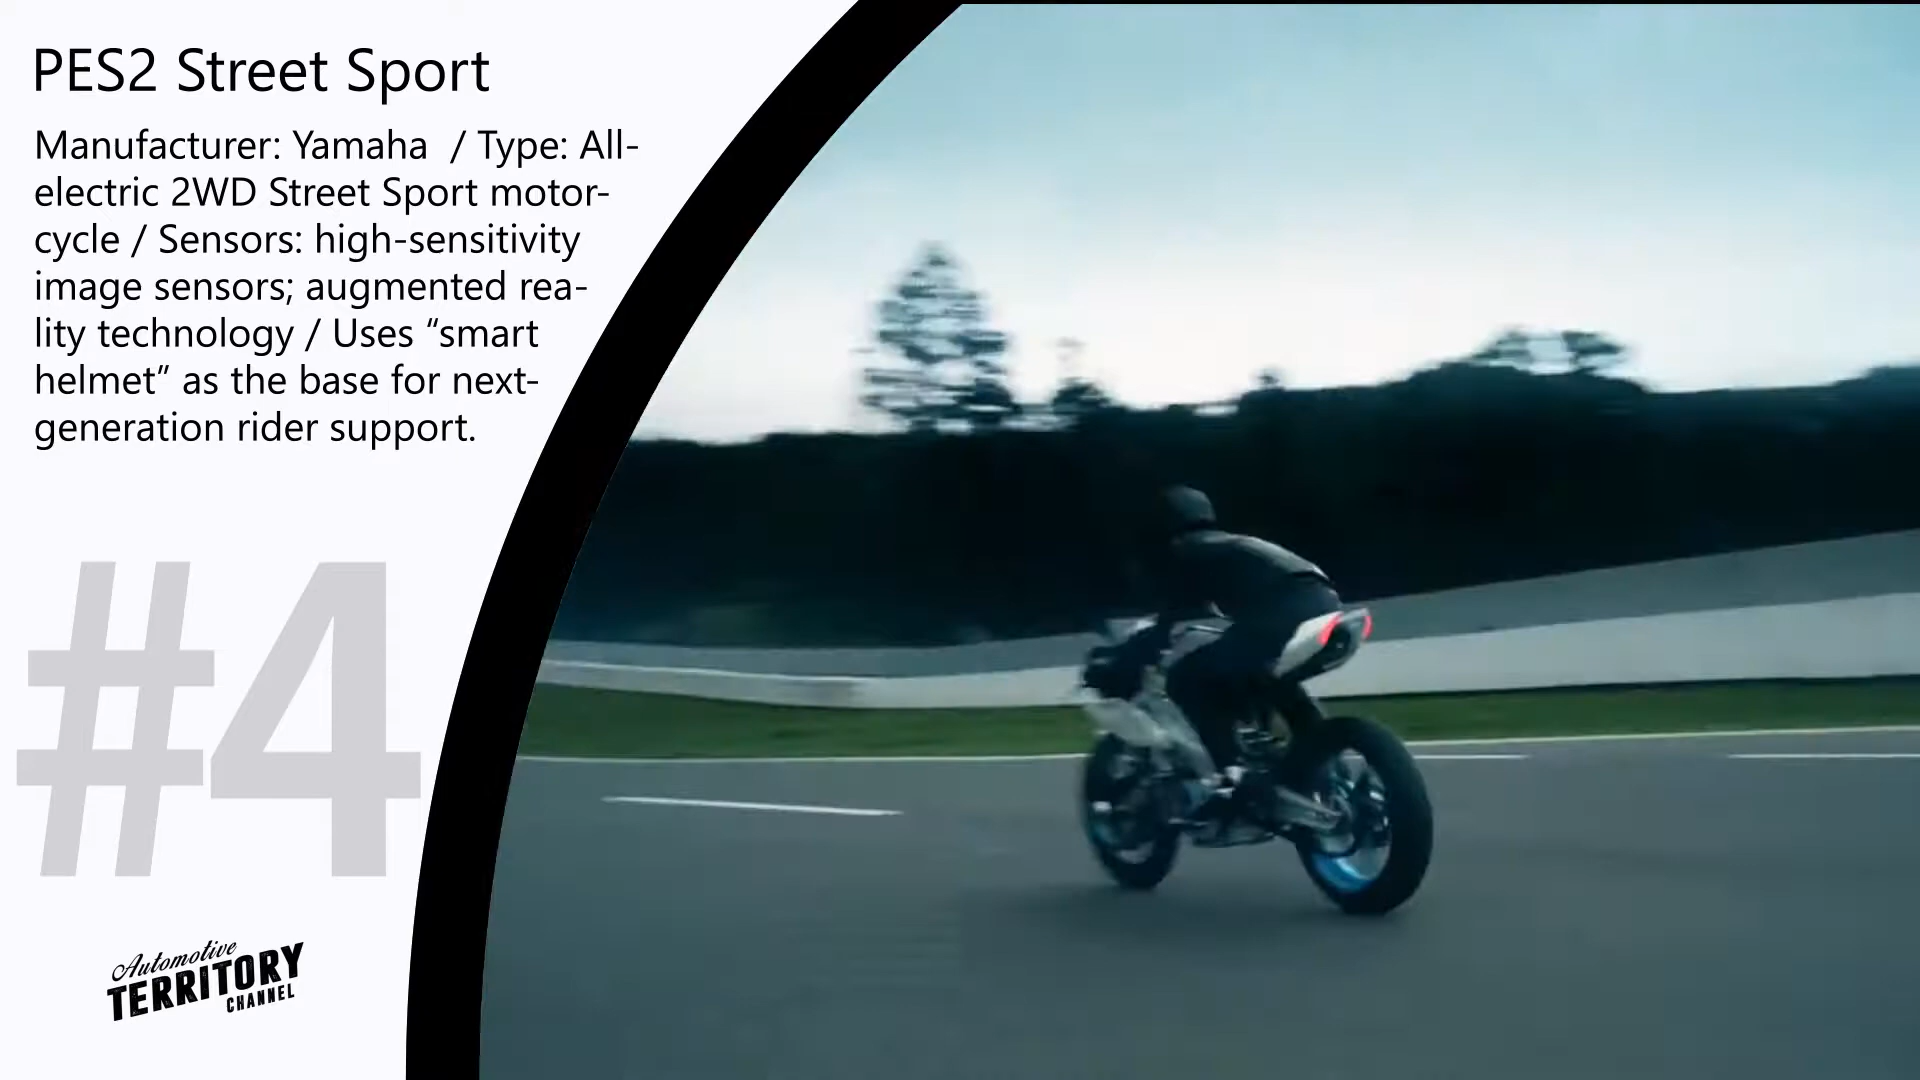 PES2 Street Sport
Manufacturer: Yamaha / Type: All-
electric 2WD Street Sport motor-
cycle / Sensors: high-sensitivity
image sensors; augmented rea-
lity technology / Uses “smart
helmet” as the base for next-
generation rider support.
#4
Automotive
TERRITORY
CHANNEL